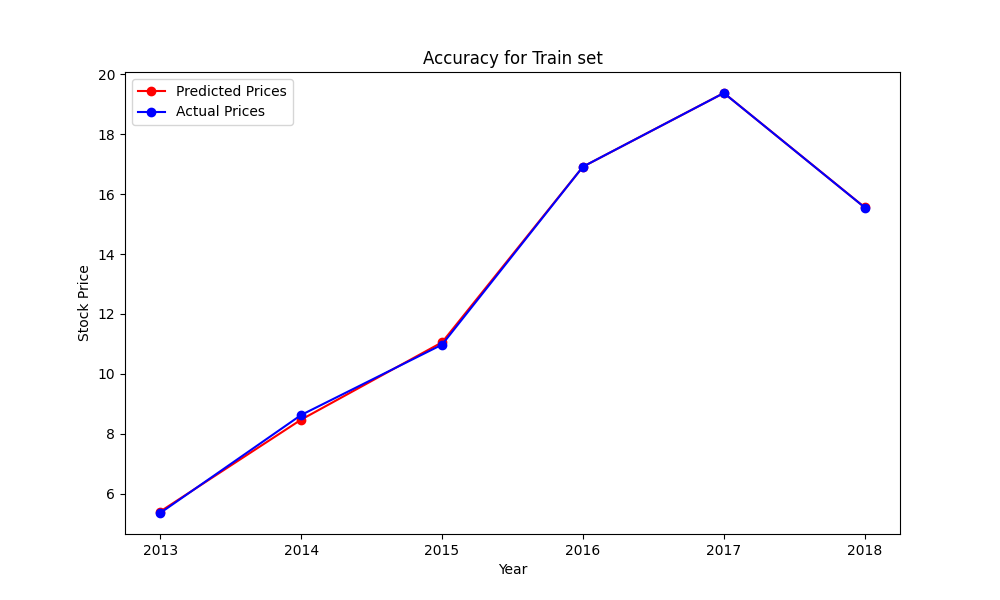 Accuracy for Train set
Predicted Prices
Actual Prices
20
18
16
14
12
10
8
6
Stock Price
2013 2014 2015 2016 2017 2018
Year